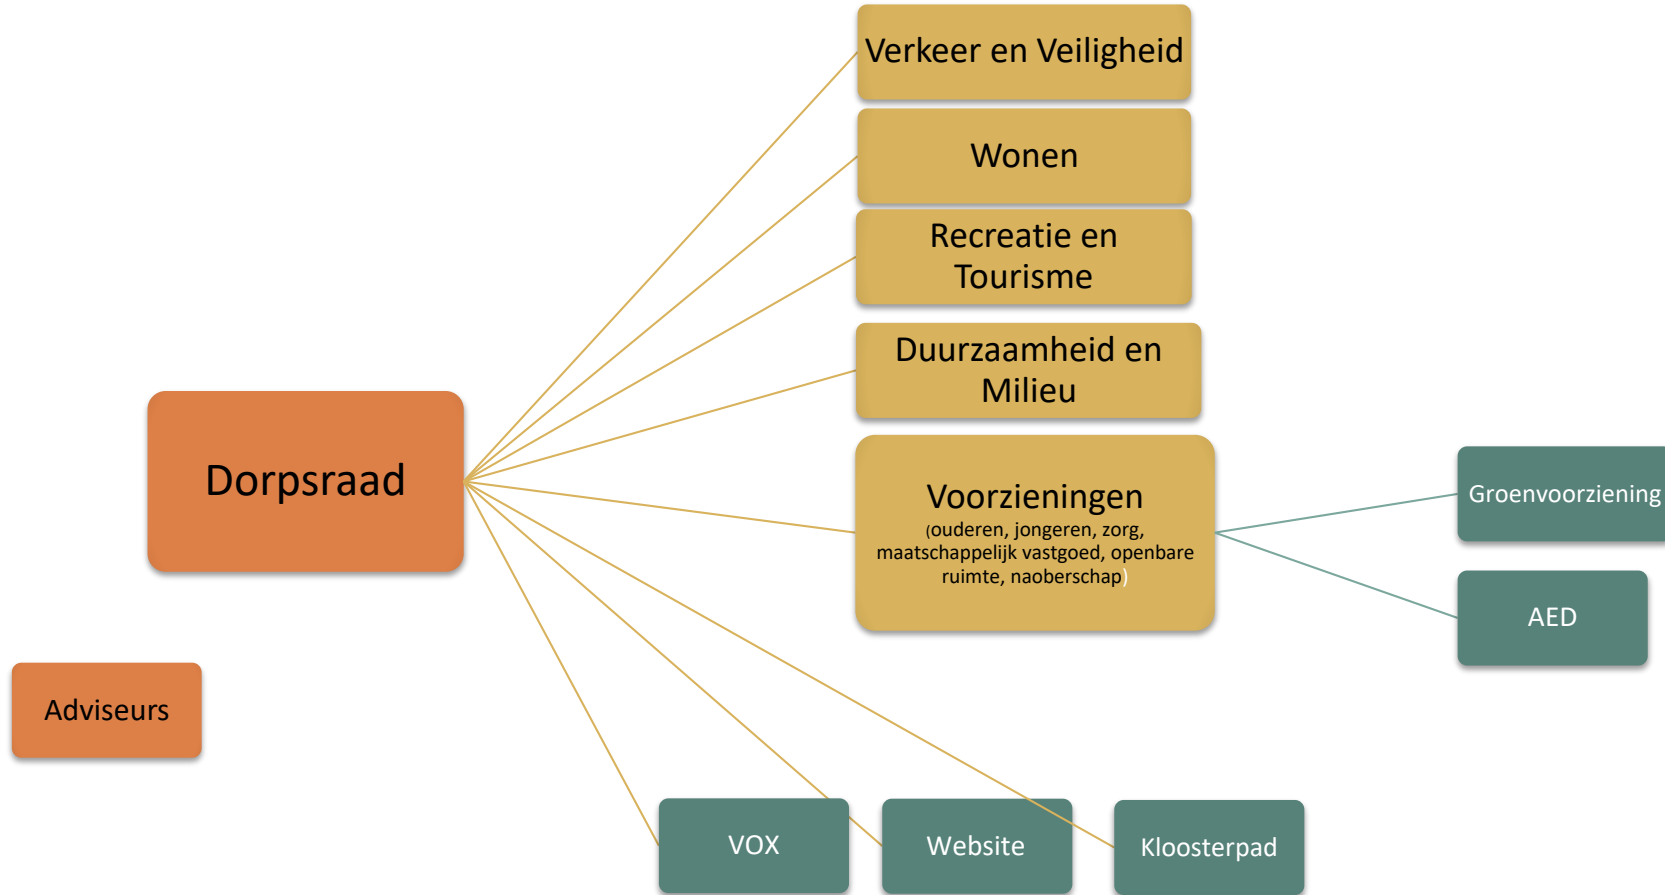 Verkeer en Veiligheid
Wonen
Recreatie en
Tourisme
Duurzaamheid en
Milieu
Dorpsraad
Voorzieningen
(ouderen, jongeren, zorg,
maatschappelijk vastgoed, openbare
ruimte, naoberschap)
Groenvoorziening
AED
Adviseurs
VOX
Website
Kloosterpad